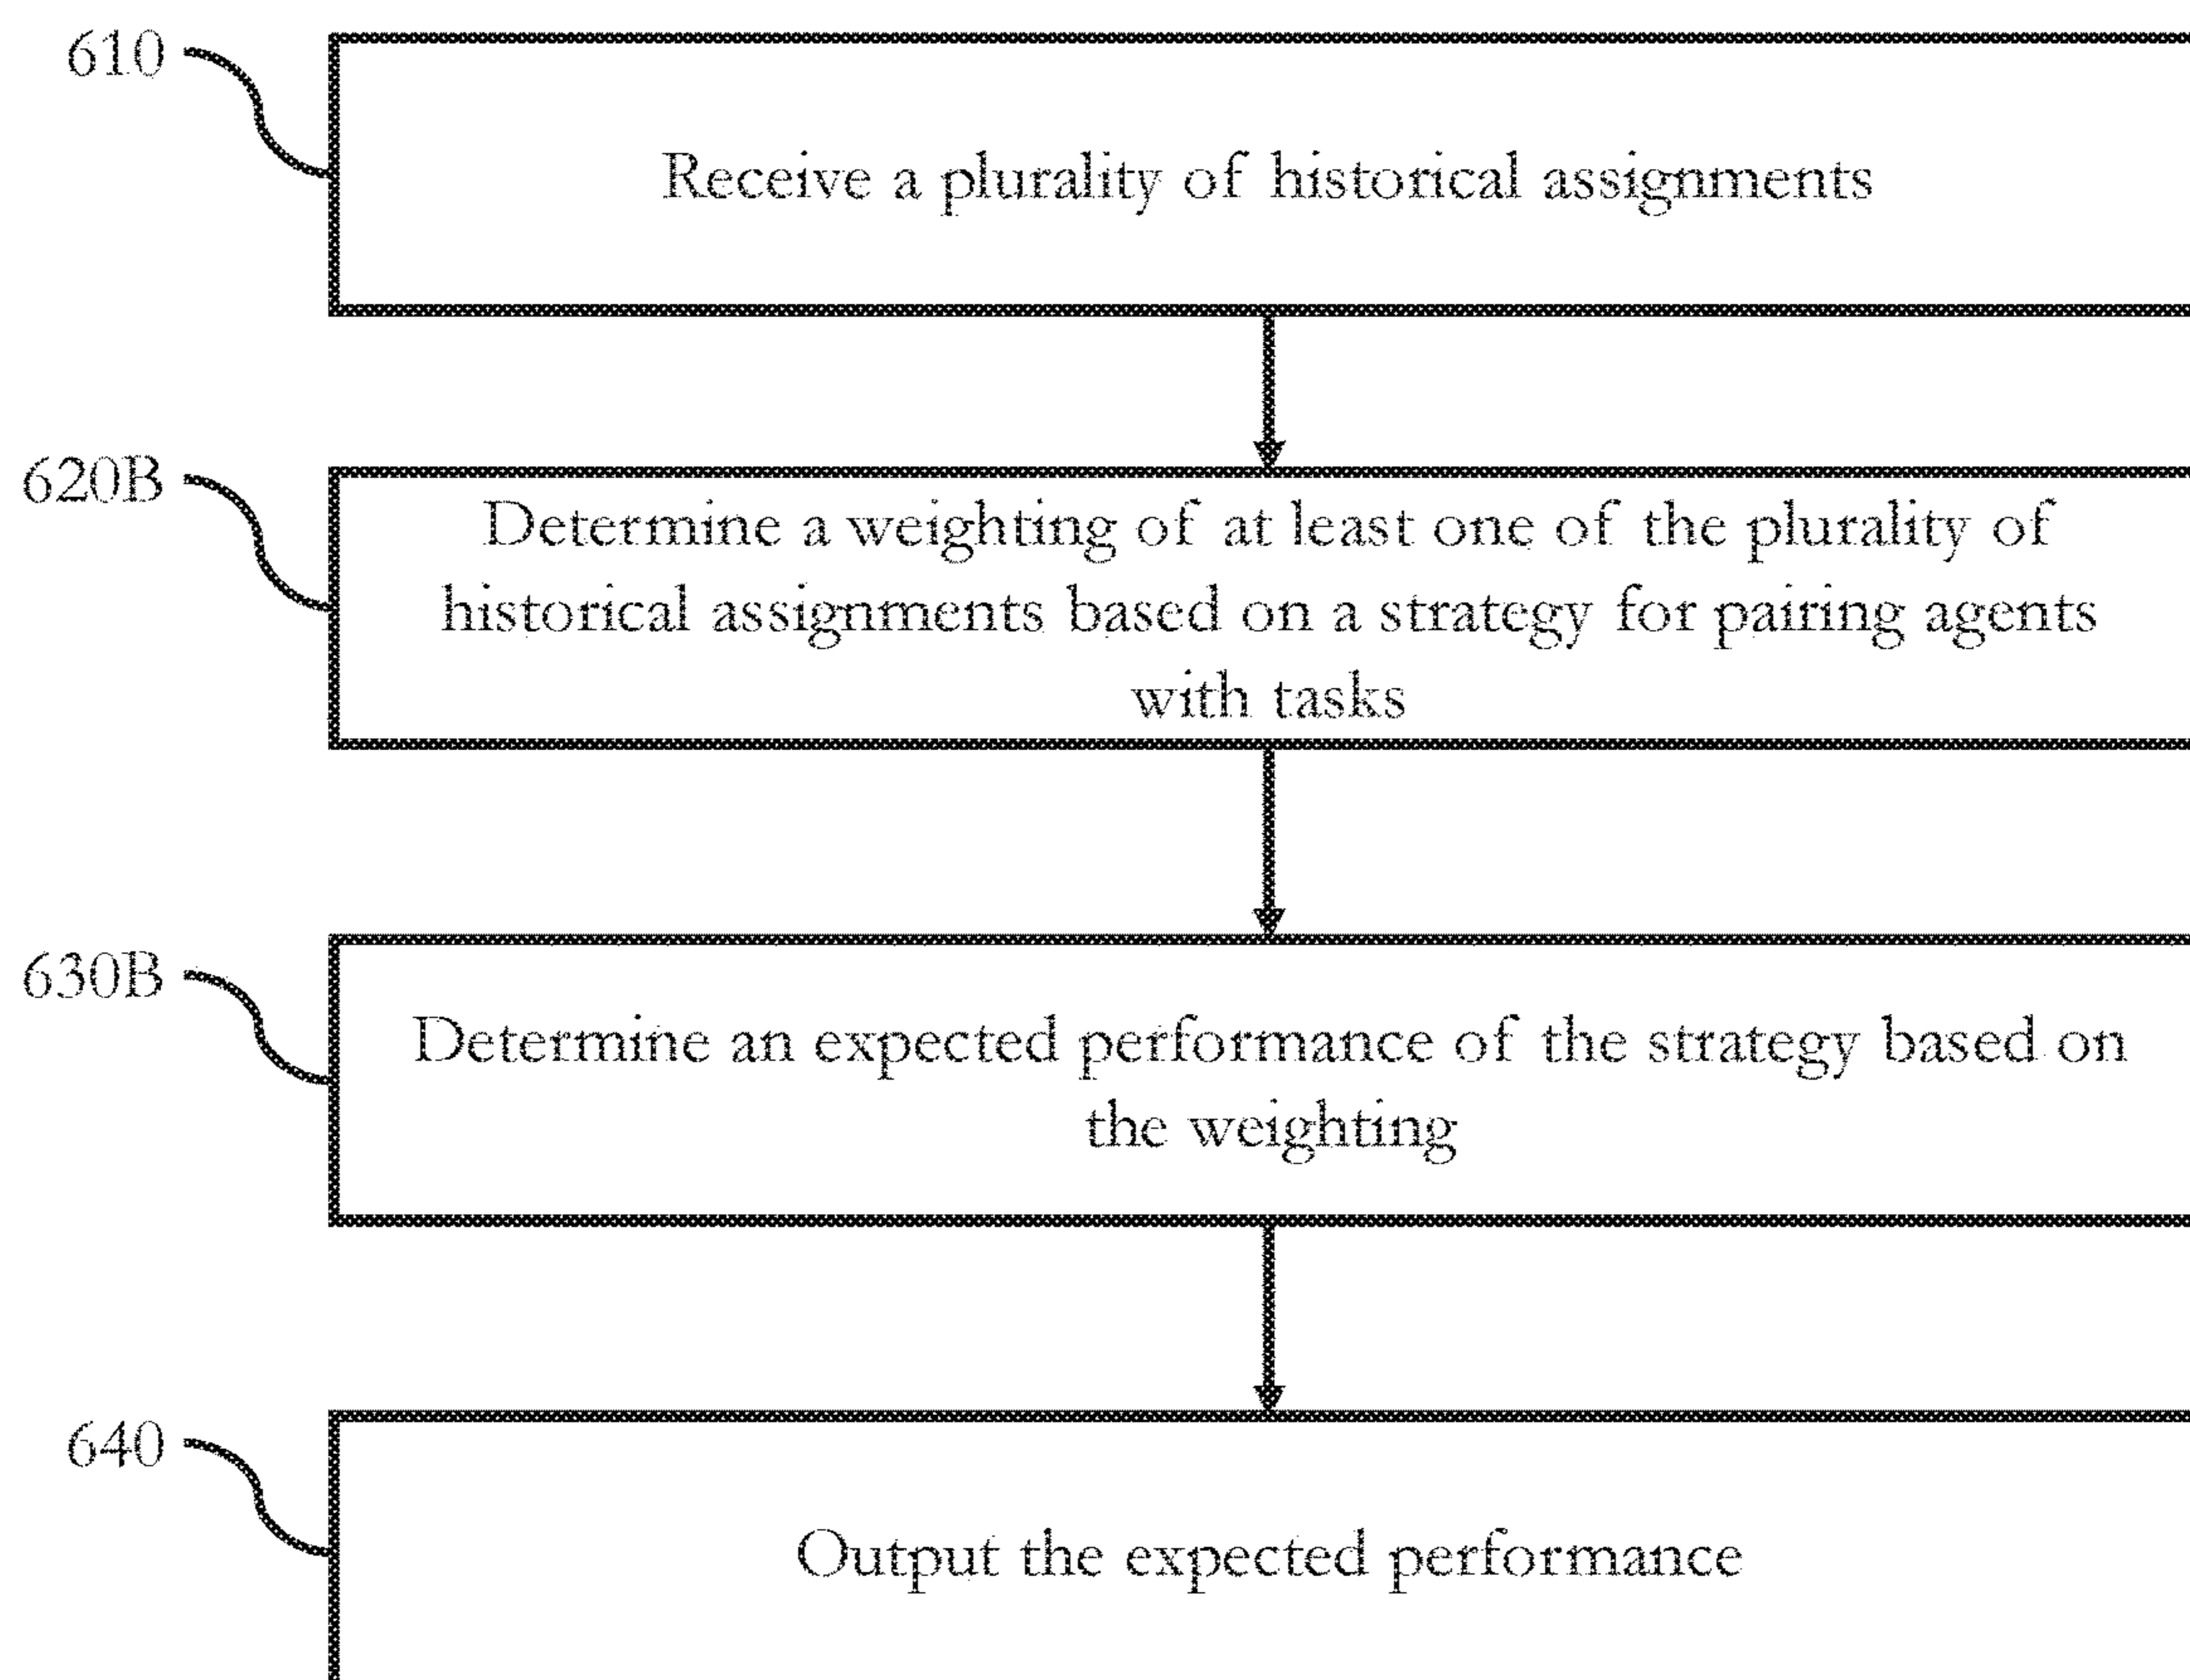 610
Receive a plurality of historical assignments
620B
Determine a weighting of at least one of the plurality of
historical assignments based on a strategy for pairing agents
with tasks
630B
Determine an expected performance of the strategy based on
the weighting
640
Output the expected performance